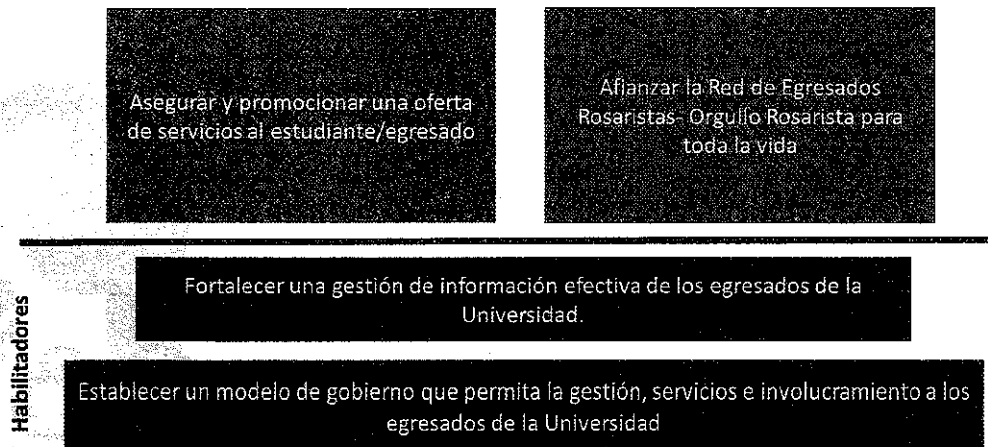 Asegurar y promocionar una oferta
de servicios al estudiante/egresado
Afianzar la Red de Egresados
Rosaristas- Orgullo Rosarista para
toda la vida
Habilitadores
Fortalecer una gestión de información efectiva de los egresados de la
Universidad.
Establecer un modelo de gobierno que permita la gestión, servicios e involucramiento a los
egresados de la Universidad